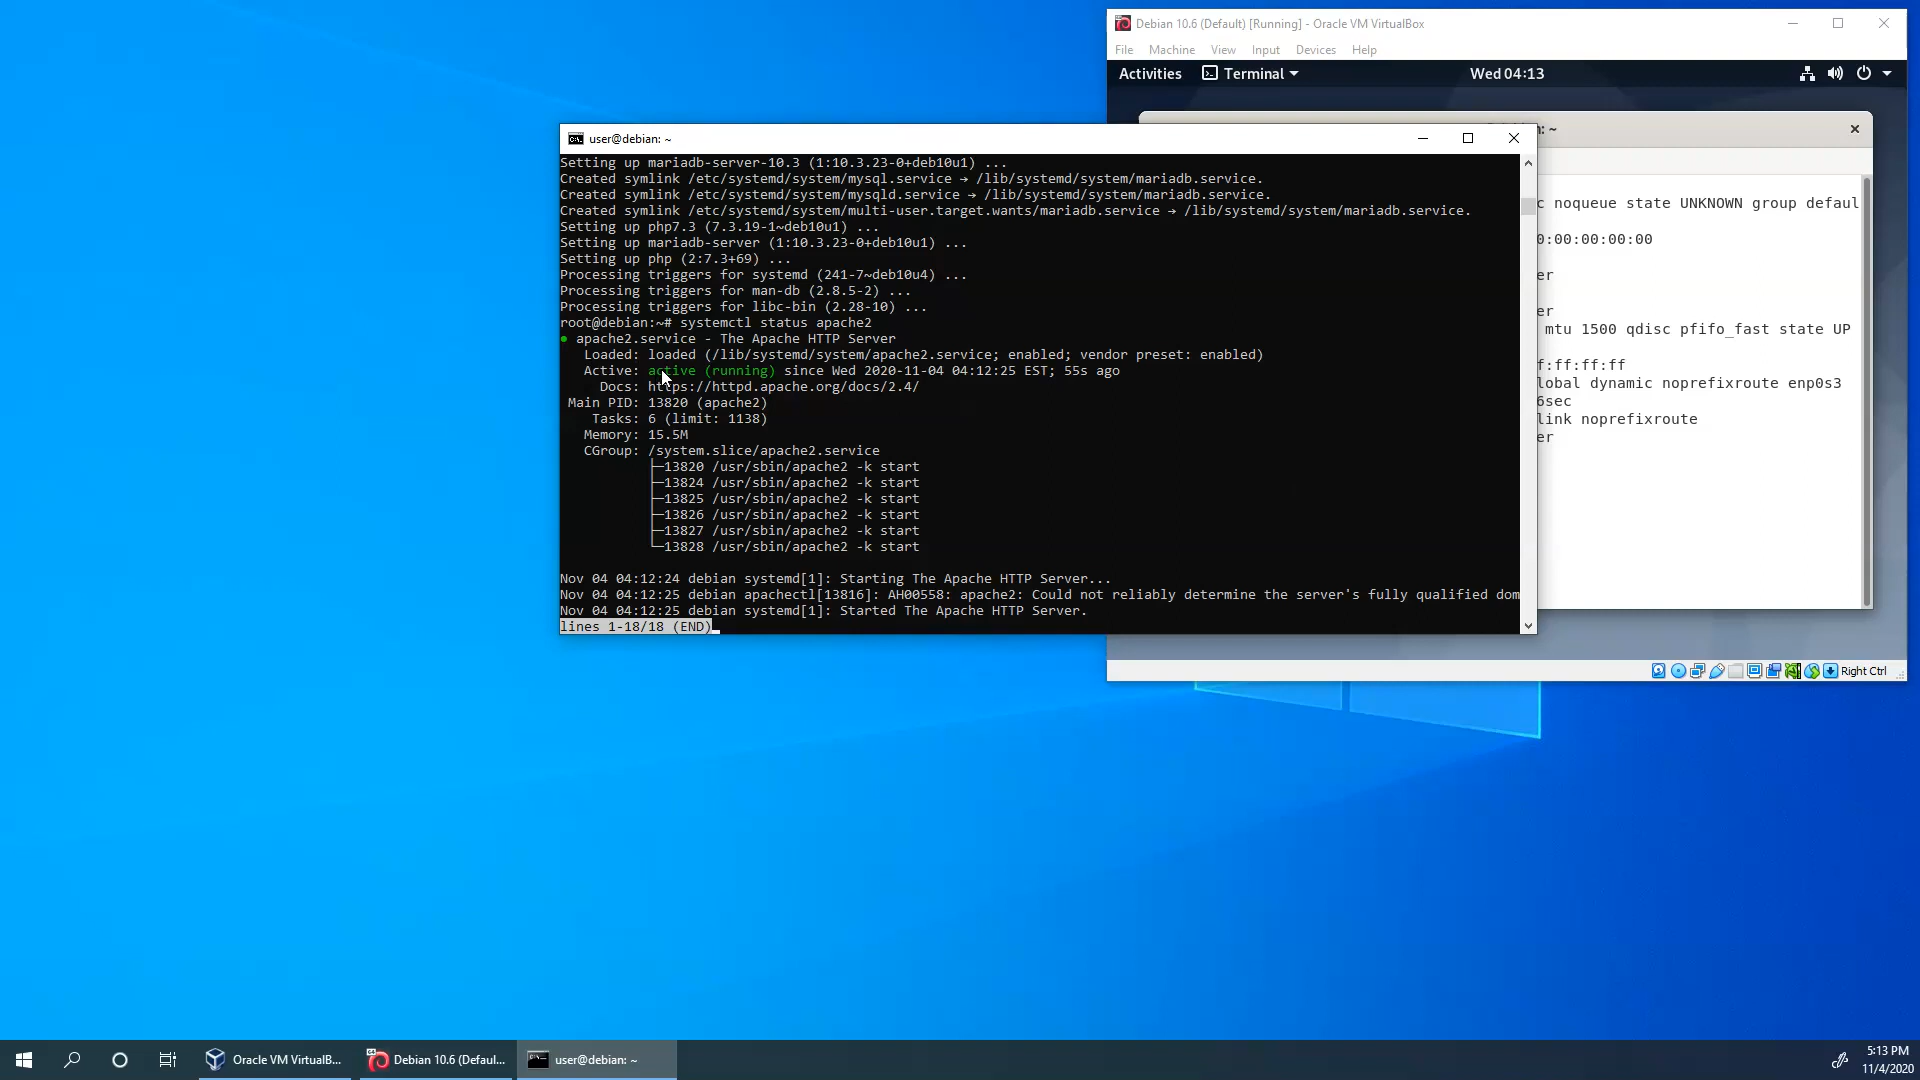 Debian 10.6 (Default) [Running] - Oracle VM VirtualBox
File Machine View Input Devices Help
Activities Terminal Wed 04:13
: ~
c noqueue state UNKNOWN group defaul
0:00:00:00:00
er
er
mtu 1500 qdisc pfifo_fast state UP
f:ff:ff:ff
lobal dynamic noprefixroute enp0s3
6sec
link noprefixroute
er
Right Ctrl
user@debian: ~
Setting up mariadb-server-10.3 (1:10.3.23-0+deb10u1) ...
Created symlink /etc/systemd/system/mysql.service → /lib/systemd/system/mariadb.service.
Created symlink /etc/systemd/system/mysqld.service → /lib/systemd/system/mariadb.service.
Created symlink /etc/systemd/system/multi-user.target.wants/mariadb.service → /lib/systemd/system/mariadb.service.
Setting up php7.3 (7.3.19-1~deb10u1) ...
Setting up mariadb-server (1:10.3.23-0+deb10u1) ...
Setting up php (2:7.3+69) ...
Processing triggers for systemd (241-7~deb10u4) ...
Processing triggers for man-db (2.8.5-2) ...
Processing triggers for libc-bin (2.28-10) ...
root@debian:~# systemctl status apache2
● apache2.service - The Apache HTTP Server
Loaded: loaded (/lib/systemd/system/apache2.service; enabled; vendor preset: enabled)
Active: active (running) since Wed 2020-11-04 04:12:25 EST; 55s ago
Docs: https://httpd.apache.org/docs/2.4/
Main PID: 13820 (apache2)
Tasks: 6 (limit: 1138)
Memory: 15.5M
CGroup: /system.slice/apache2.service
├─13820 /usr/sbin/apache2 -k start
├─13824 /usr/sbin/apache2 -k start
├─13825 /usr/sbin/apache2 -k start
├─13826 /usr/sbin/apache2 -k start
├─13827 /usr/sbin/apache2 -k start
└─13828 /usr/sbin/apache2 -k start
Nov 04 04:12:24 debian systemd[1]: Starting The Apache HTTP Server...
Nov 04 04:12:25 debian apachectl[13816]: AH00558: apache2: Could not reliably determine the server's fully qualified dom
Nov 04 04:12:25 debian systemd[1]: Started The Apache HTTP Server.
lines 1-18/18 (END)
Oracle VM VirtualB...
Debian 10.6 (Defaul...
user@debian: ~
5:13 PM
11/4/2020